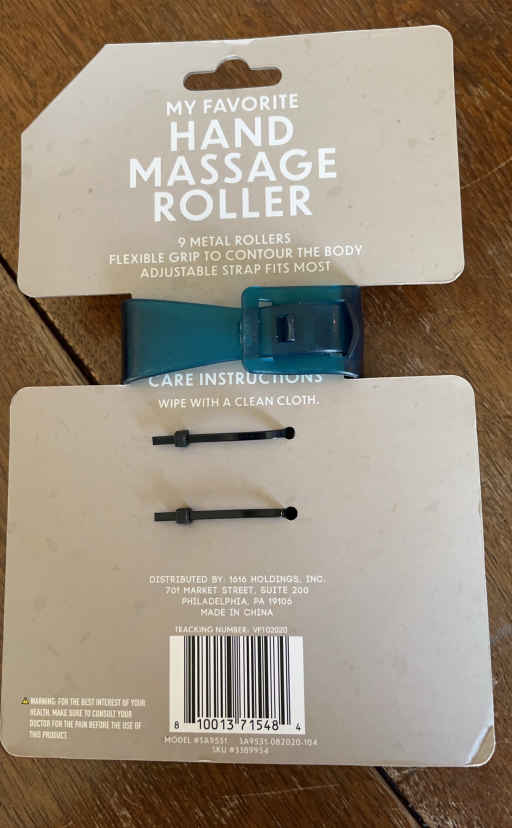 MY FAVORITE
HAND
MASSAGE
ROLLER
9 METAL ROLLERS
FLEXIBLE GRIP TO CONTOUR THE BODY
ADJUSTABLE STRAP FITS MOST
CARE INSTRUCTIONS
WIPE WITH A CLEAN CLOTH.
DISTRIBUTED BY: 1616 HOLDINGS, INC.
701 MARKET STREET, SUITE 200
PHILADELPHIA, PA 19106
MADE IN CHINA
TRACKING NUMBER: VP102020
8 10013 71548 4
WARNING: FOR THE BEST INTEREST OF YOUR
HEALTH, MAKE SURE TO CONSULT YOUR
DOCTOR FOR THE PAIN BEFORE THE USE OF
THIS PRODUCT.
MODEL #SA9531 SA9531-082020-104
SKU #3389954